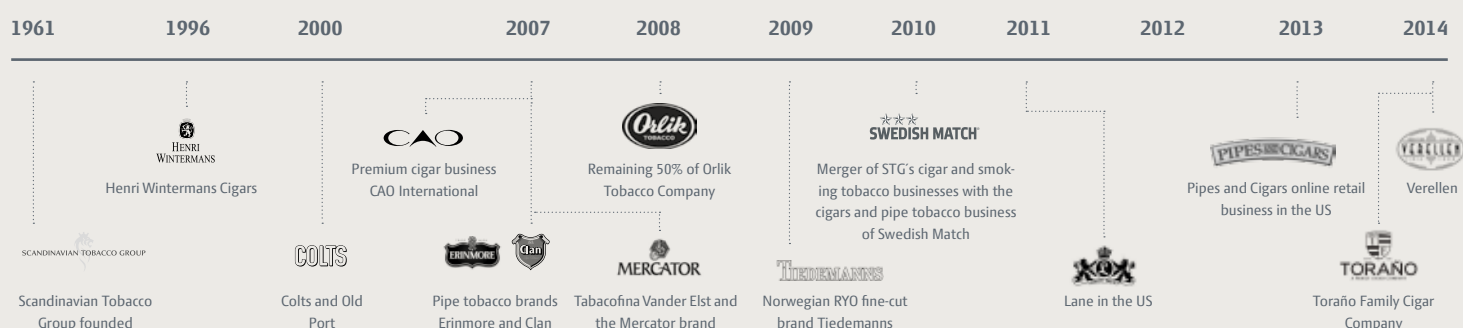 1961 1996 2000 2007 2008 2009 2010 2011 2012 2013 2014
HENRI
WINTERMANS
Henri Wintermans Cigars
CAO
Premium cigar business
CAO International
Orlik
TOBACCO
Remaining 50% of Orlik
Tobacco Company
SWEDISH MATCH
Merger of STG's cigar and smok-
ing tobacco businesses with the
cigars and pipe tobacco business
of Swedish Match
PIPES AND CIGARS
Pipes and Cigars online retail
business in the US
VERELLEN
Verellen
SCANDINAVIAN TOBACCO GROUP
Scandinavian Tobacco
Group founded
COLTS
Colts and Old
Port
ERINMORE
Clan
Pipe tobacco brands
Erinmore and Clan
MERCATOR
Tabacofina Vander Elst and
the Mercator brand
TIEDEMANNS
Norwegian RYO fine-cut
brand Tiedemanns
L
Lane in the US
TORAÑO
Toraño Family Cigar
Company